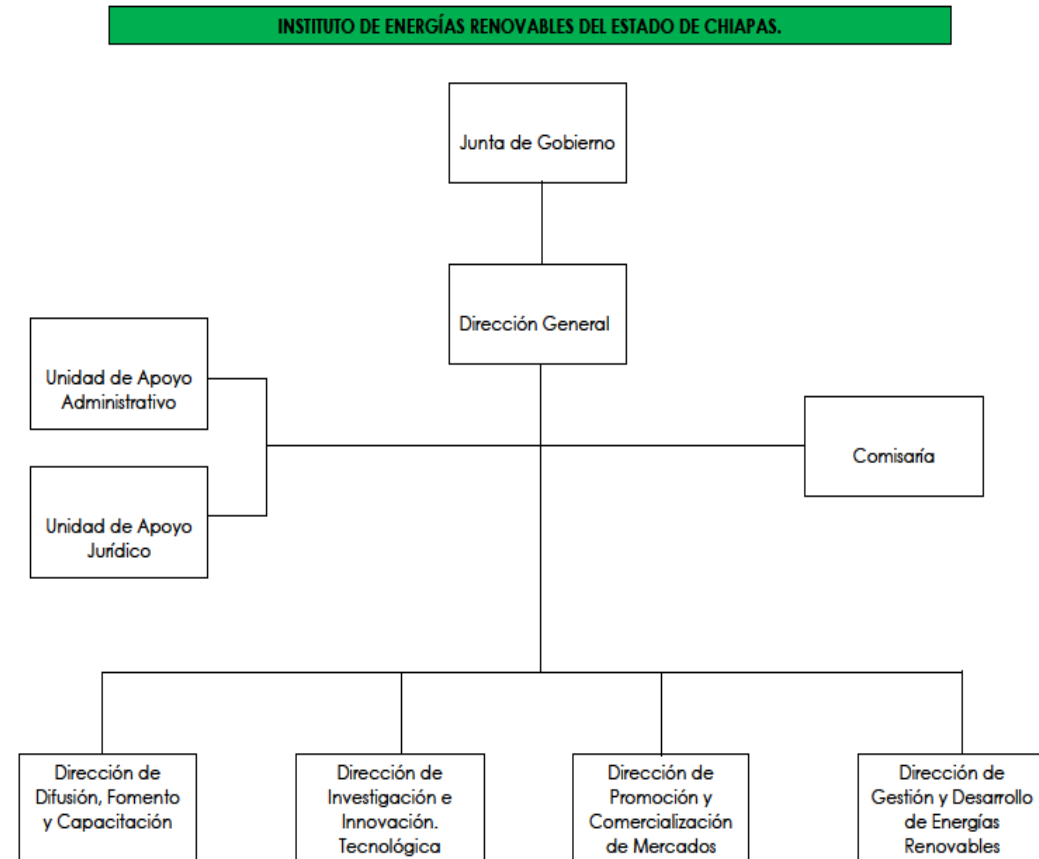 INSTITUTO DE ENERGÍAS RENOVABLES DEL ESTADO DE CHIAPAS.
Junta de Gobierno
Dirección General
Unidad de Apoyo
Administrativo
Comisaría
Unidad de Apoyo
Jurídico
Dirección de
Difusión, Fomento
y Capacitación
Dirección de
Investigación e
Innovación.
Tecnológica
Dirección de
Promoción y
Comercialización
de Mercados
Dirección de
Gestión y Desarrollo
de Energías
Renovables